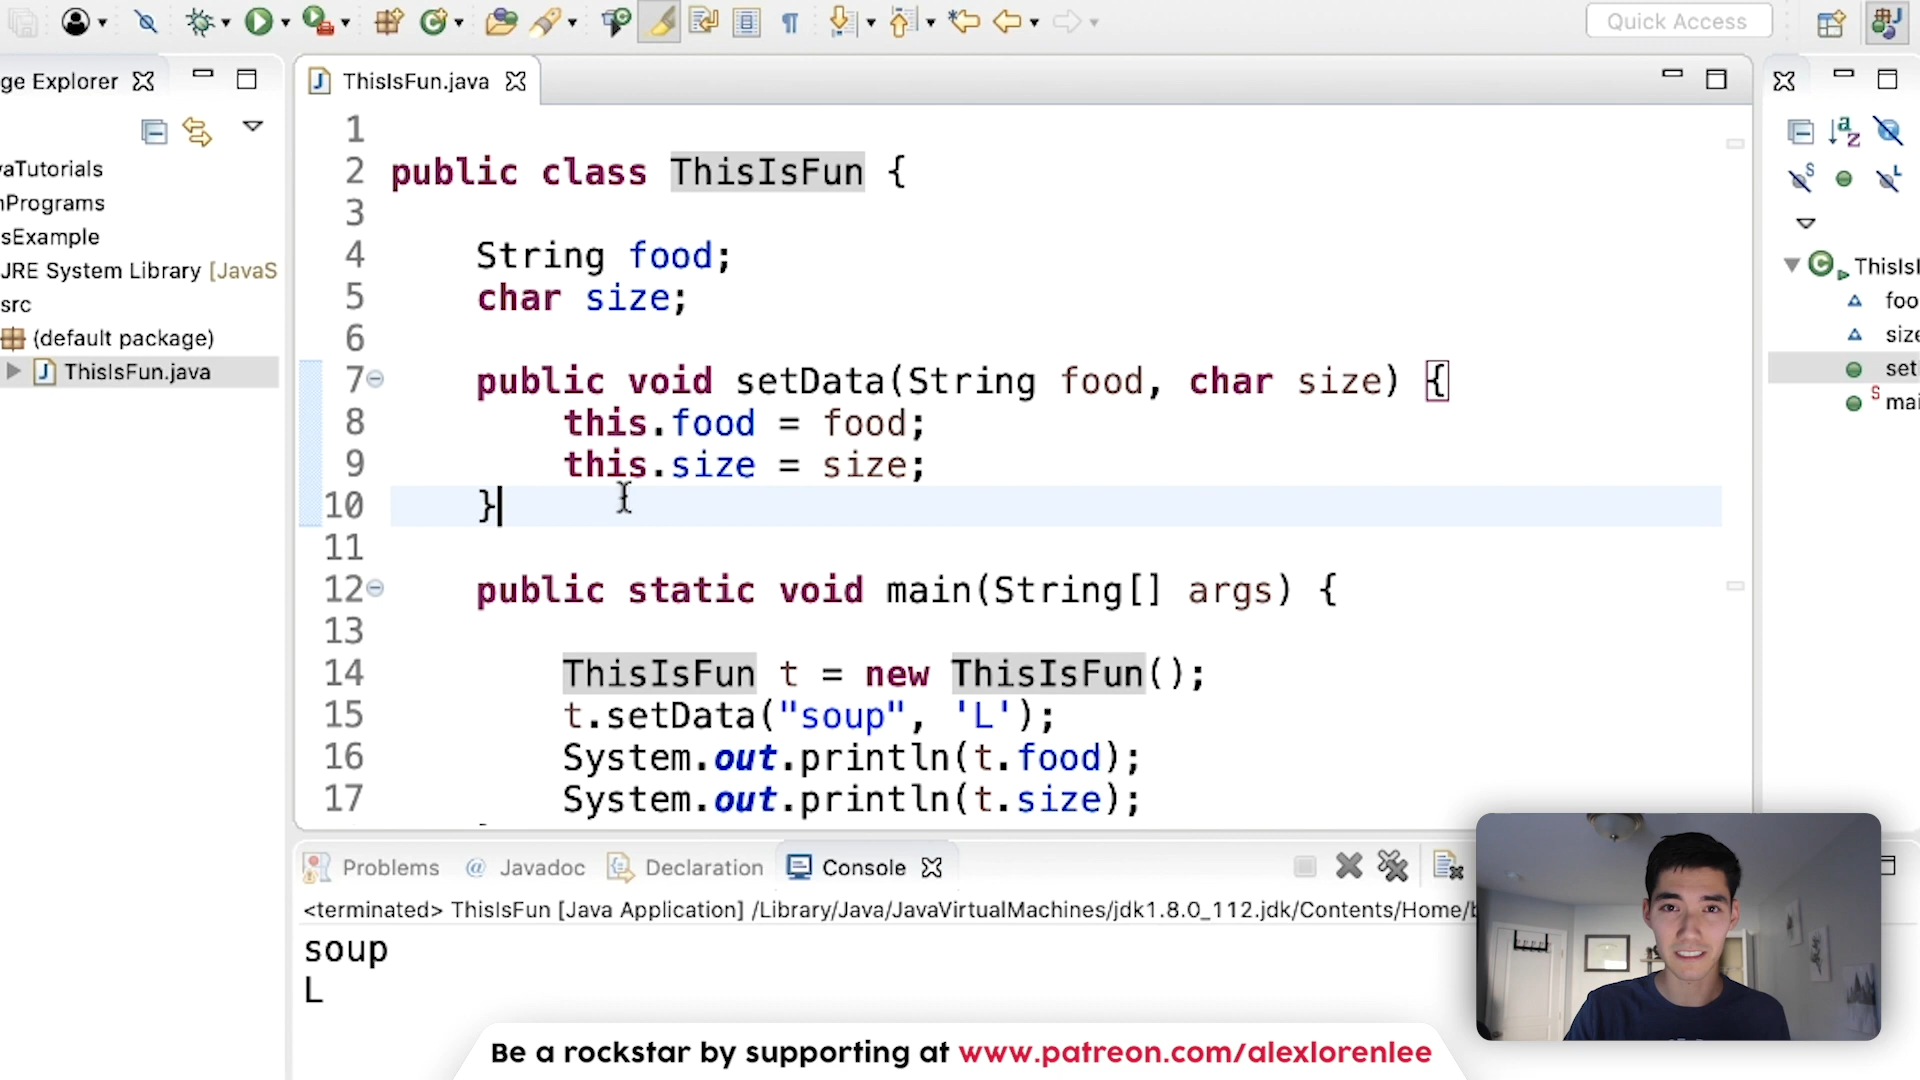 Quick Access
ge Explorer
ThisIsFun.java
vaTutorials
nPrograms
sExample
JRE System Library [JavaS
src
(default package)
ThisIsFun.java
1
2 public class ThisIsFun {
3
4 String food;
5 char size;
6
7 public void setData(String food, char size) {
8 this.food = food;
9 this.size = size;
10 }
11
12 public static void main(String[] args) {
13
14 ThisIsFun t = new ThisIsFun();
15 t.setData("soup", 'L');
16 System.out.println(t.food);
17 System.out.println(t.size);
ThisIsI
foo
size
set
S mai
Problems @ Javadoc Declaration Console
<terminated> ThisIsFun [Java Application] /Library/Java/JavaVirtualMachines/jdk1.8.0_112.jdk/Contents/Home/b
soup
L
Be a rockstar by supporting at www.patreon.com/alexlorenlee